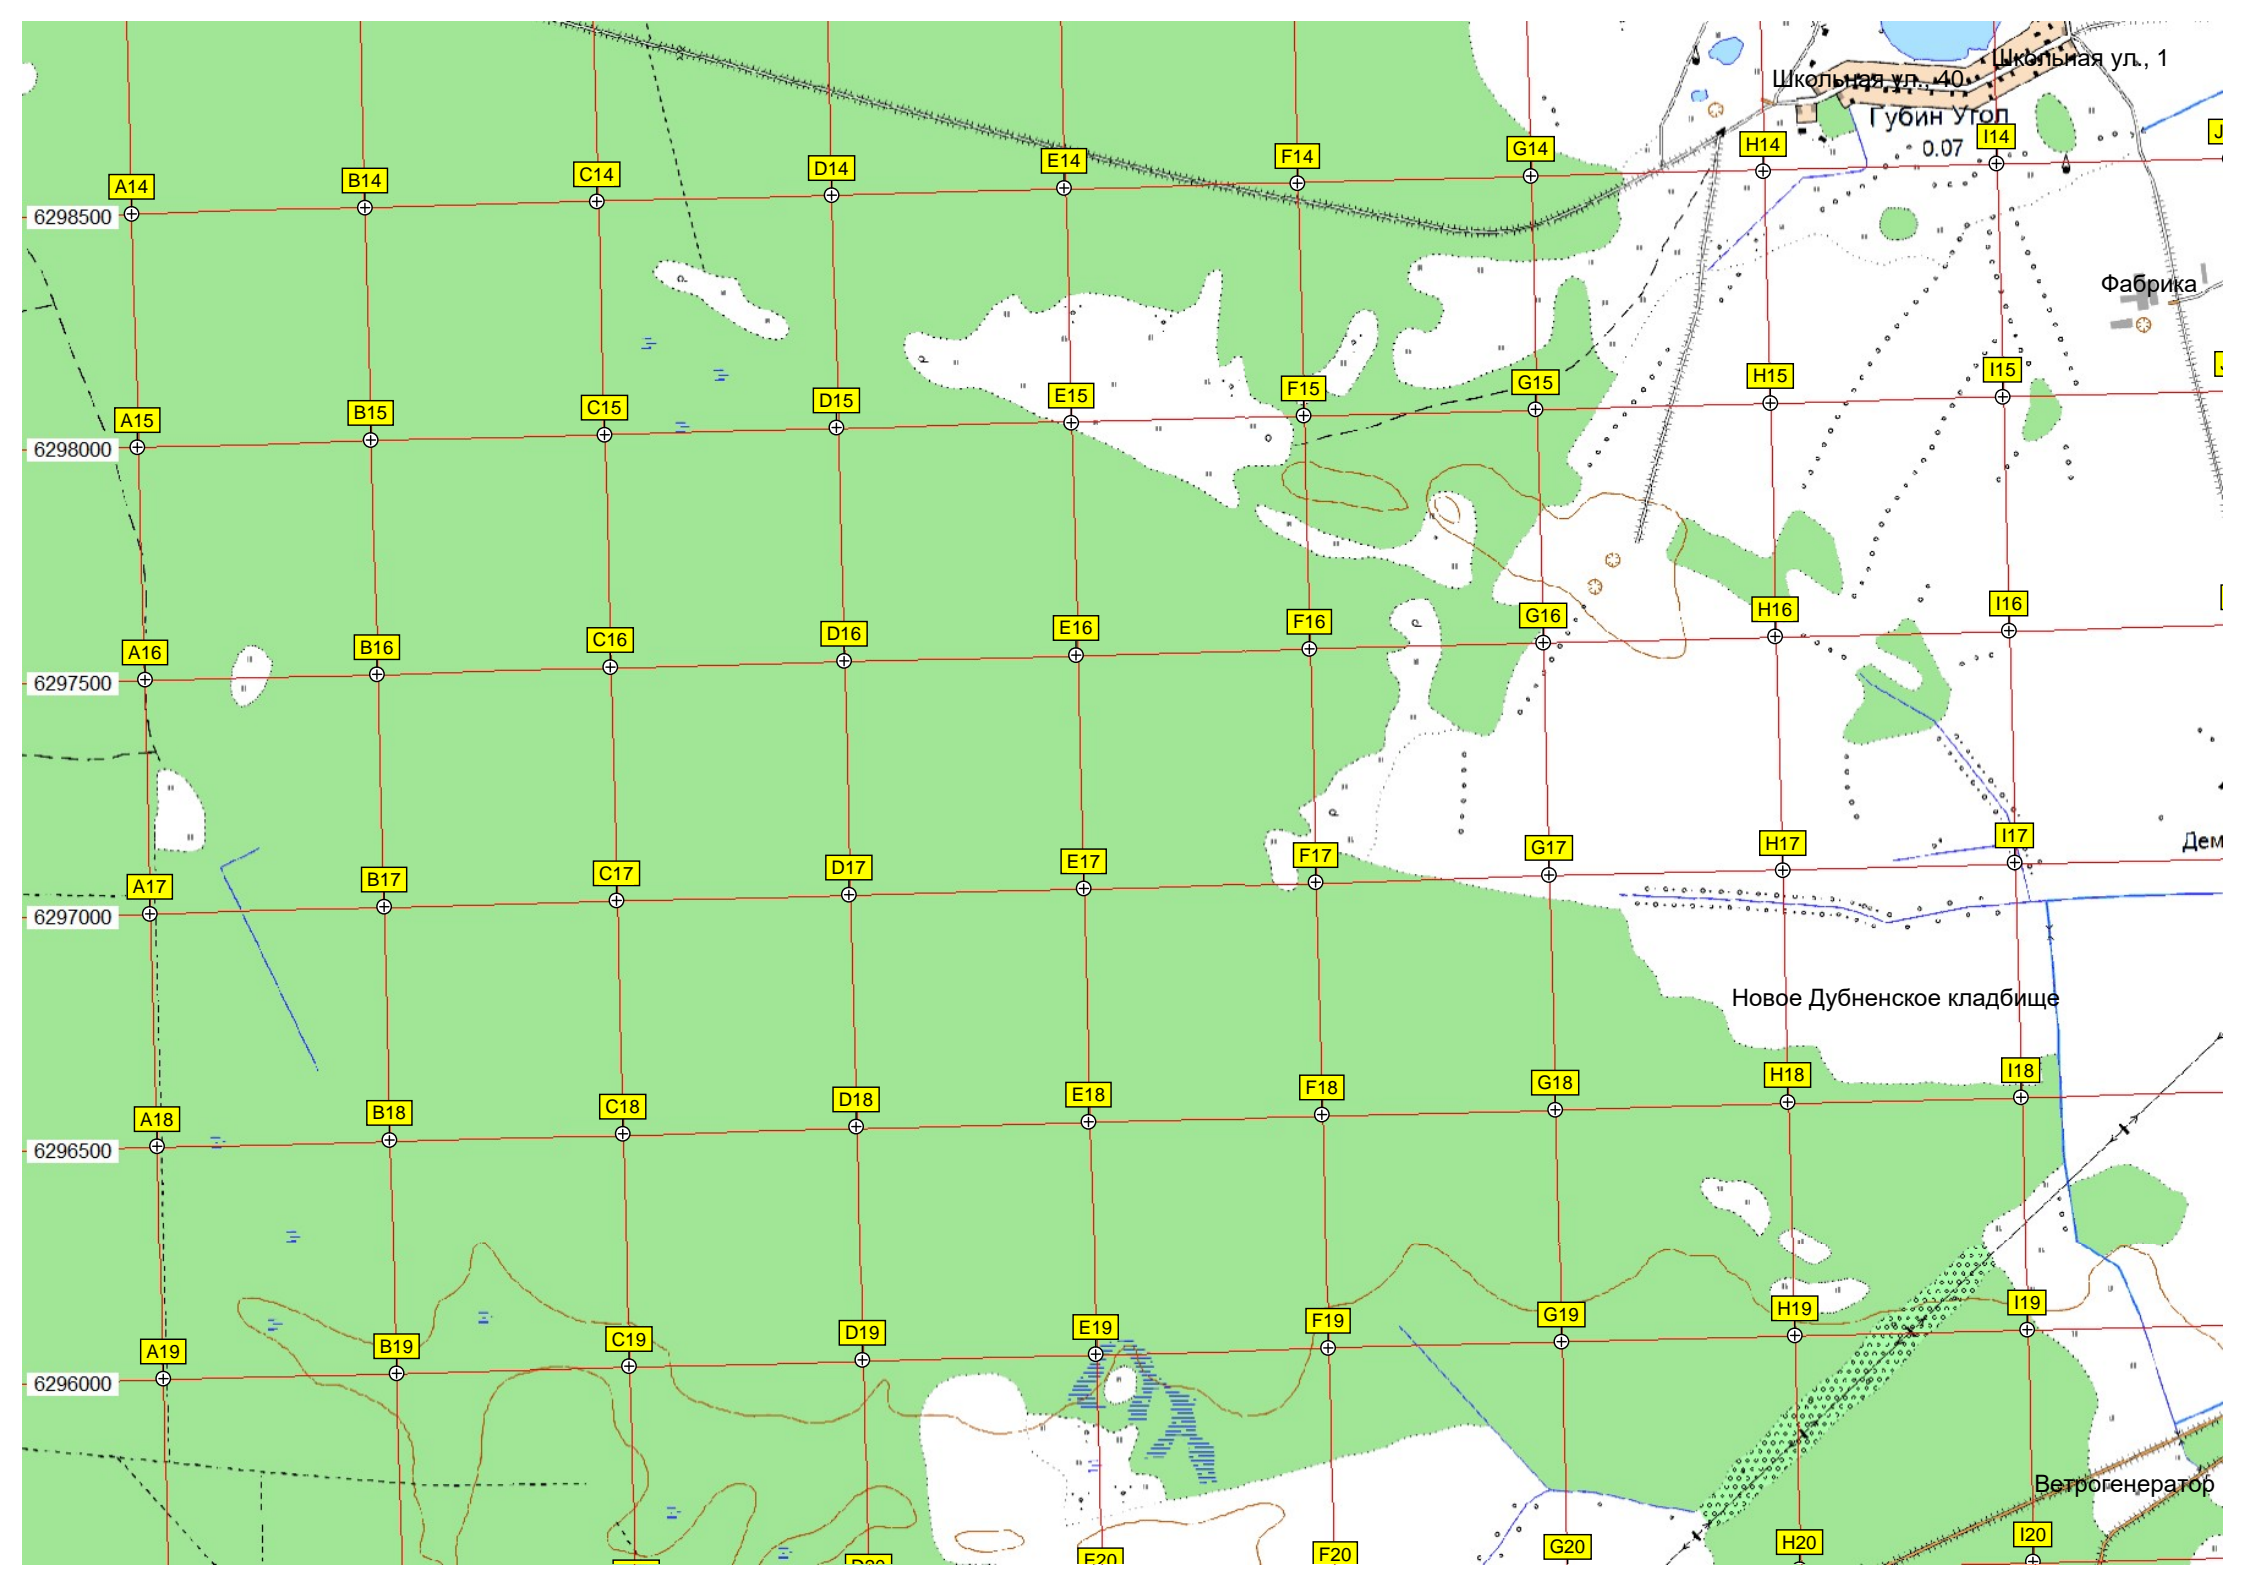 Школьная ул., 1
Школьная ул., 40
Губин Угол
0.07
A14 B14 C14 D14 E14 F14 G14 H14 I14
6298500
Фабрика
A15 B15 C15 D15 E15 F15 G15 H15 I15
6298000
A16 B16 C16 D16 E16 F16 G16 H16 I16
6297500
Дем
A17 B17 C17 D17 E17 F17 G17 H17 I17
6297000
Новое Дубненское кладбище
A18 B18 C18 D18 E18 F18 G18 H18 I18
6296500
A19 B19 C19 D19 E19 F19 G19 H19 I19
6296000
Ветрогенератор
E20 F20 G20 H20 I20